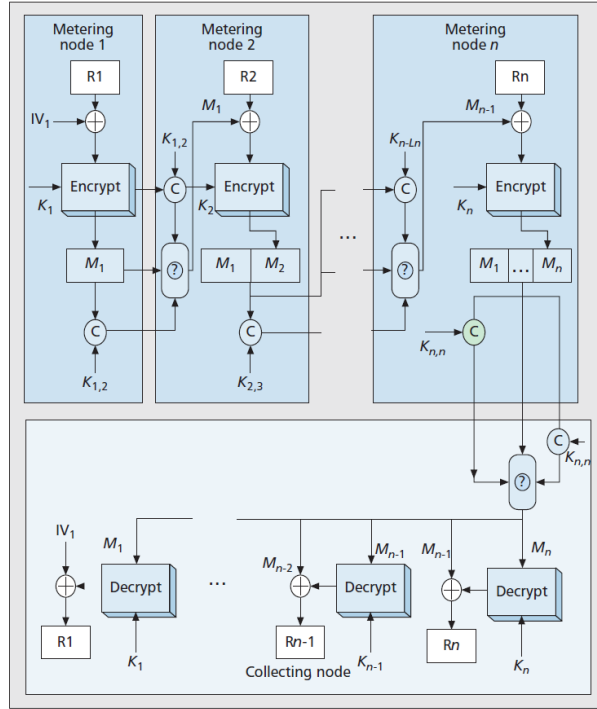 Metering node 1
Metering node 2
Metering node n
R1
R2
Rn
IV1
M1
Mn-1
K1,2
Kn-Ln
Encrypt
C
Encrypt
C
Encrypt
K1
K2
Kn
...
M1
?
M1 M2
?
M1 ... Mn
C
C
C
Kn,n
K1,2
K2,3
C
Kn,n
?
IV1
M1
Mn-2
Mn-1
Mn-1
Mn
Decrypt
...
Decrypt
Decrypt
R1
Rn-1
Rn
K1
Kn-1
Kn
Collecting node